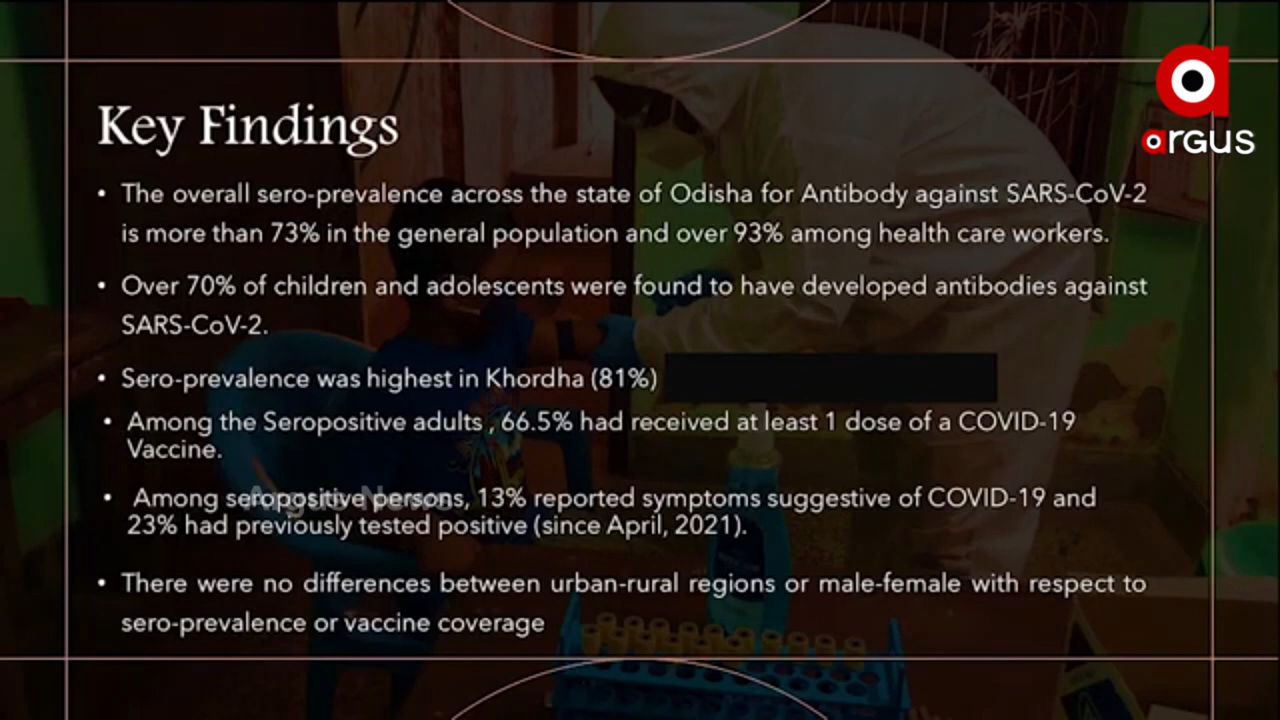 argus
Key Findings
• The overall sero-prevalence across the state of Odisha for Antibody against SARS-CoV-2
is more than 73% in the general population and over 93% among health care workers.
• Over 70% of children and adolescents were found to have developed antibodies against
SARS-CoV-2.
• Sero-prevalence was highest in Khordha (81%)
• Among the Seropositive adults , 66.5% had received at least 1 dose of a COVID-19
Vaccine.
• Among seropositive persons, 13% reported symptoms suggestive of COVID-19 and
Argus News
23% had previously tested positive (since April, 2021).
• There were no differences between urban-rural regions or male-female with respect to
sero-prevalence or vaccine coverage